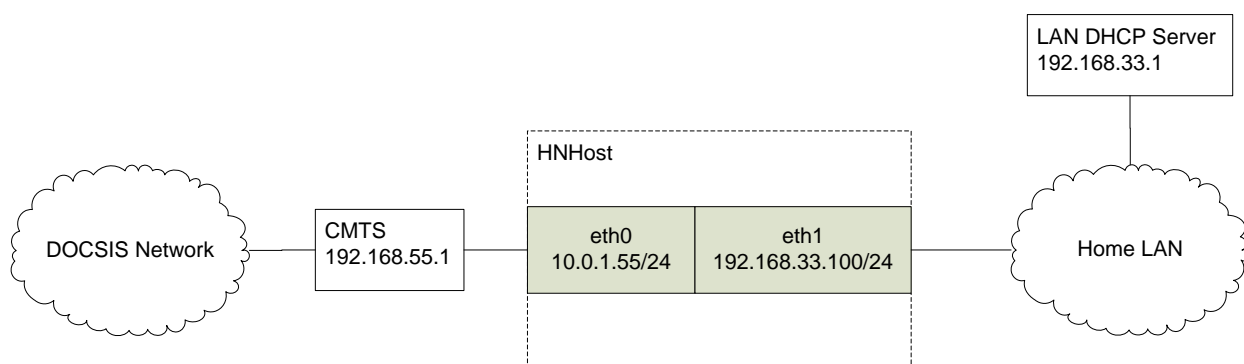 LAN DHCP Server
192.168.33.1
HNHost
DOCSIS Network
CMTS
192.168.55.1
eth0
10.0.1.55/24
eth1
192.168.33.100/24
Home LAN